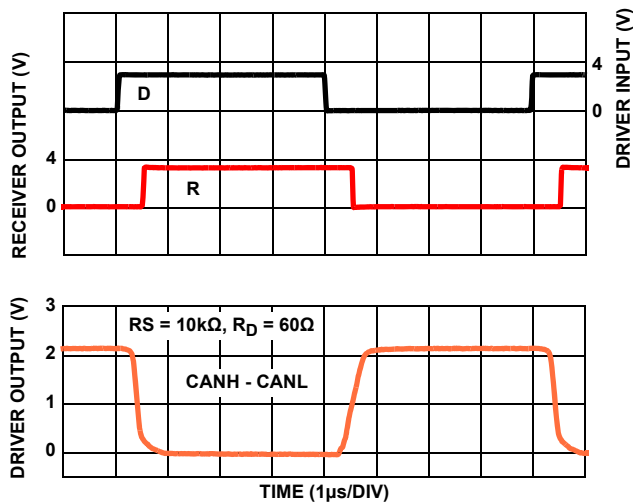 RECEIVER OUTPUT (V)
4
0
D
R
4
0
DRIVER INPUT (V)
DRIVER OUTPUT (V)
3
2
1
0
RS = 10kΩ, RD = 60Ω
CANH - CANL
TIME (1µs/DIV)